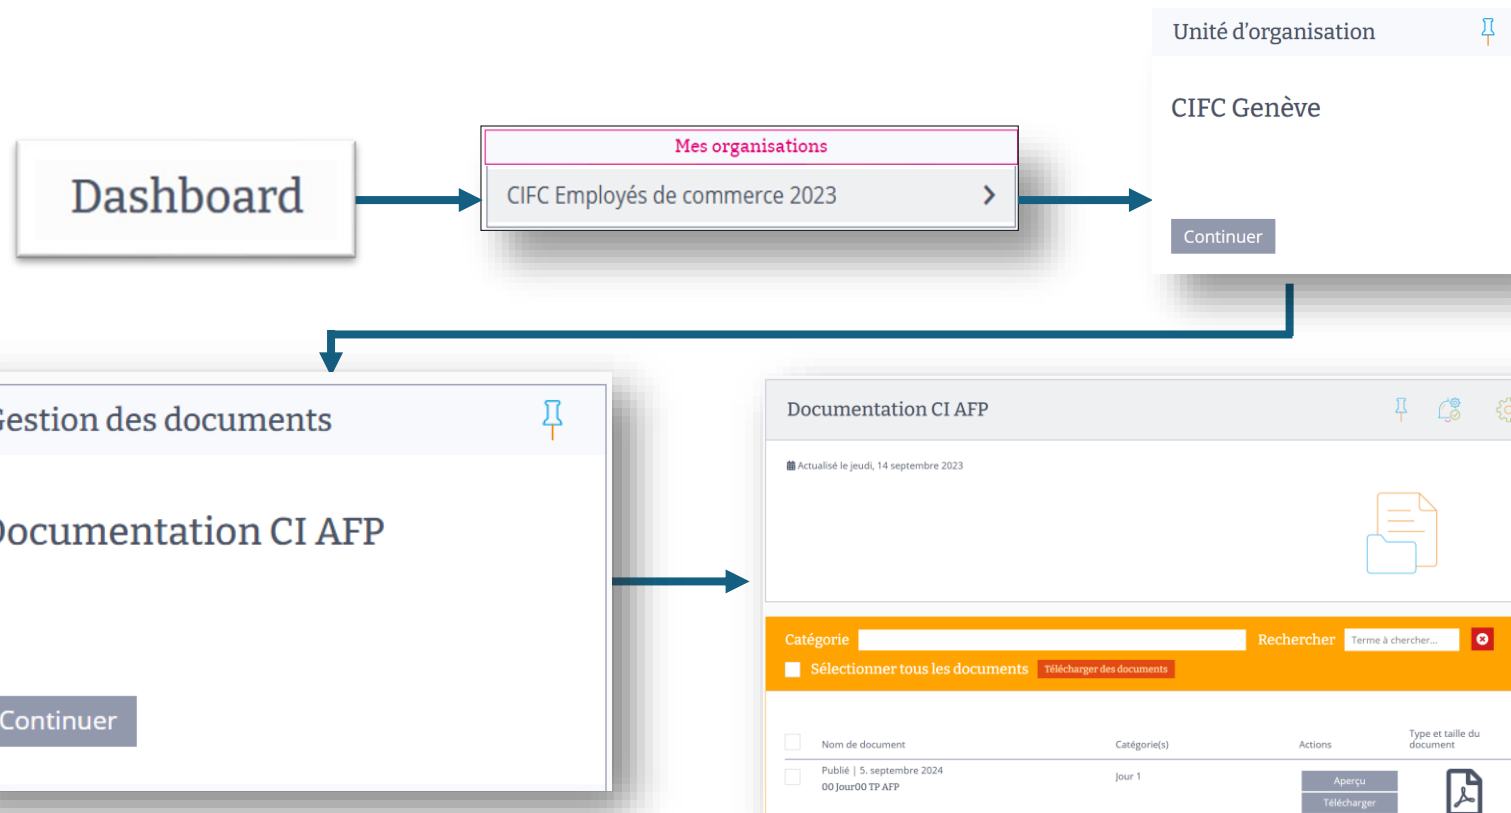 Unité d'organisation
CIFC Genève
Continuer
Dashboard
Mes organisations
CIFC Employés de commerce 2023
Gestion des documents
Documentation CI AFP
Continuer
Documentation CI AFP
Actualisé le jeudi, 14 septembre 2023
Catégorie
Rechercher Terme à chercher...
Sélectionner tous les documents Télécharger des documents
Nom de document Catégorie(s) Actions Type et taille du document
Publié | 5. septembre 2024 Jour 1 Aperçu
00 Jour00 TP AFP
Télécharger